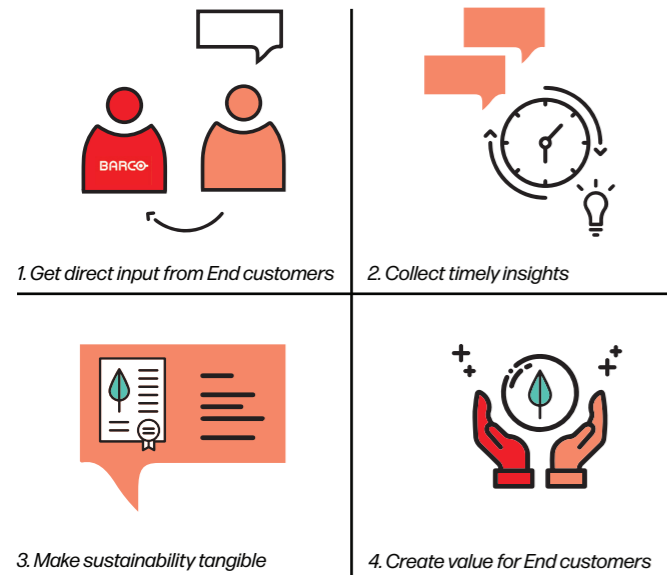 BARCO
1. Get direct input from End customers
2. Collect timely insights
3. Make sustainability tangible
4. Create value for End customers